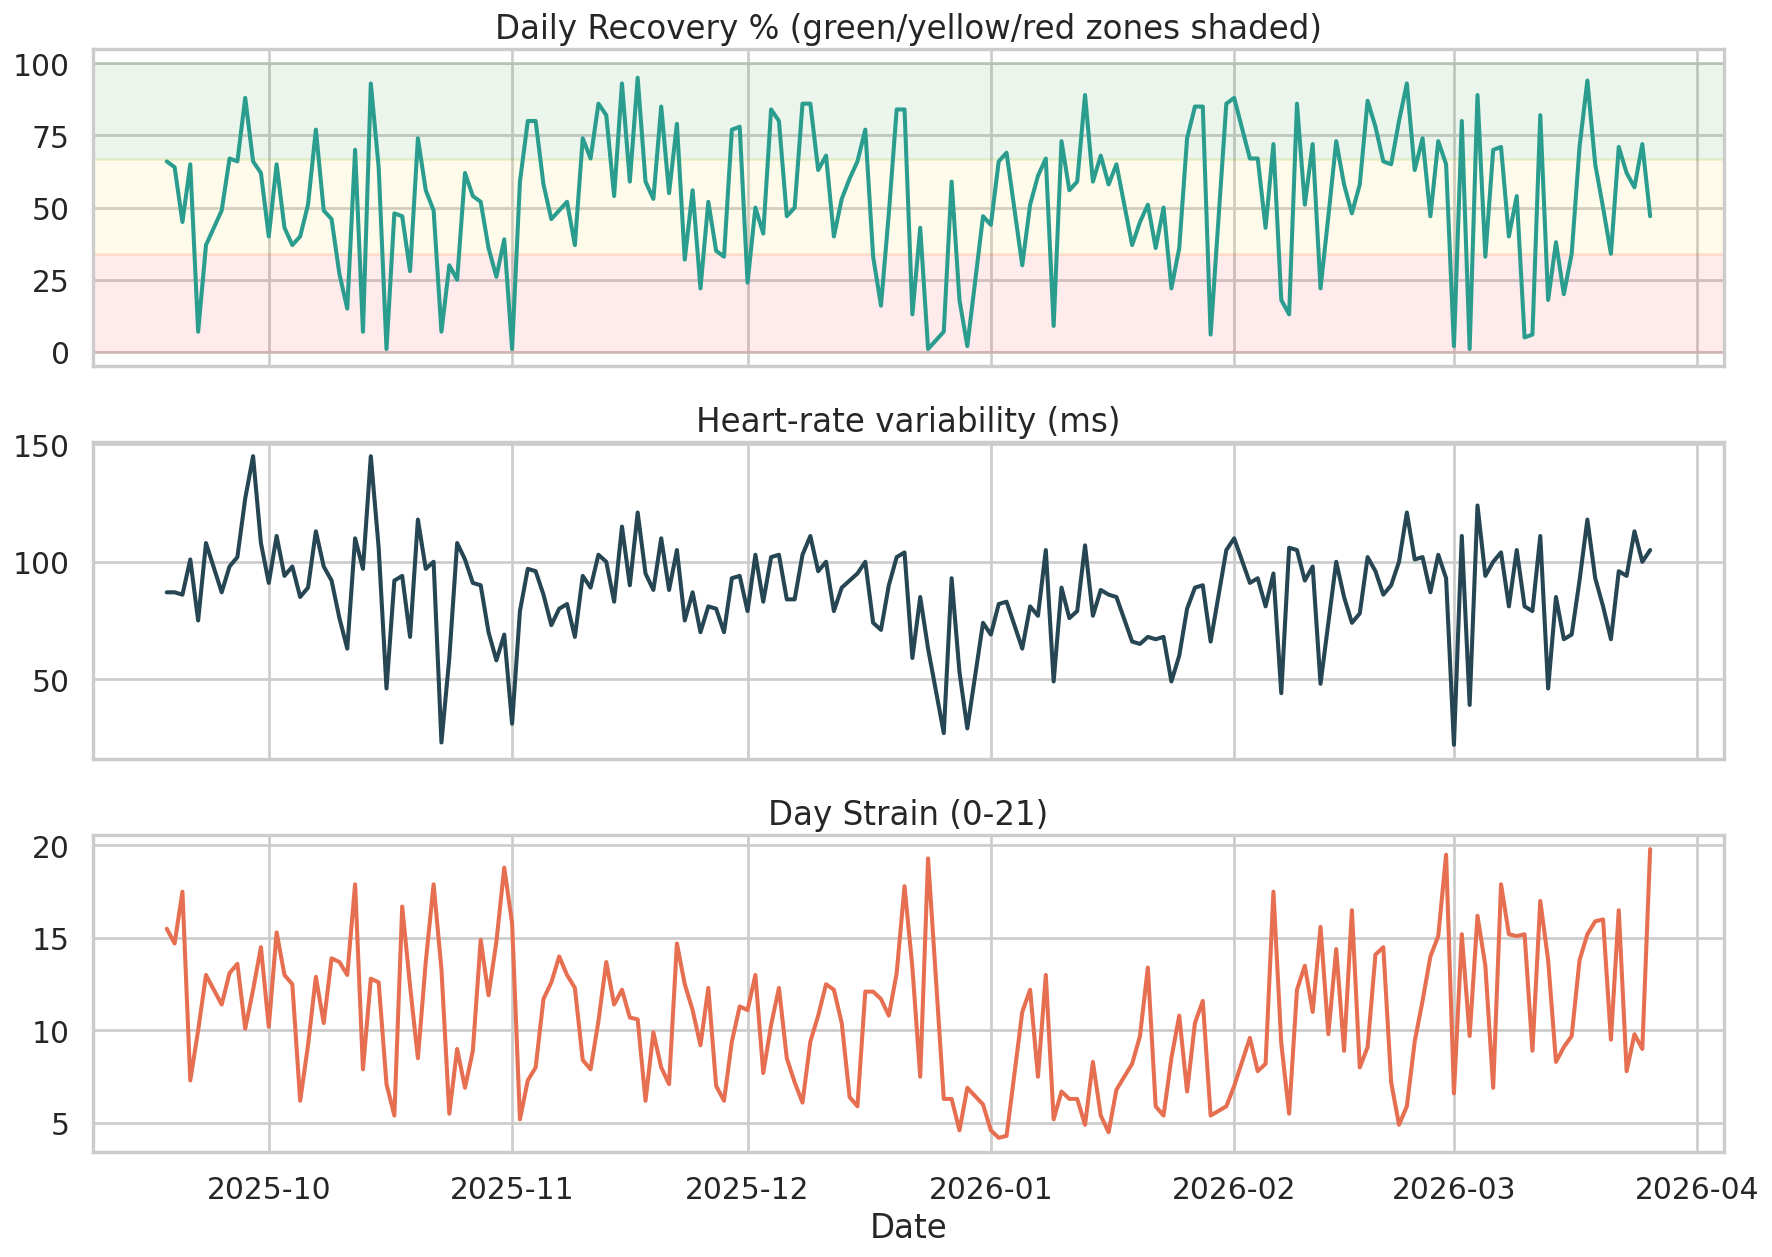 Daily Recovery % (green/yellow/red zones shaded)
100
75
50
25
0
Heart-rate variability (ms)
150
100
50
Day Strain (0-21)
20
15
10
5
2025-10 2025-11 2025-12 2026-01 2026-02 2026-03 2026-04
Date